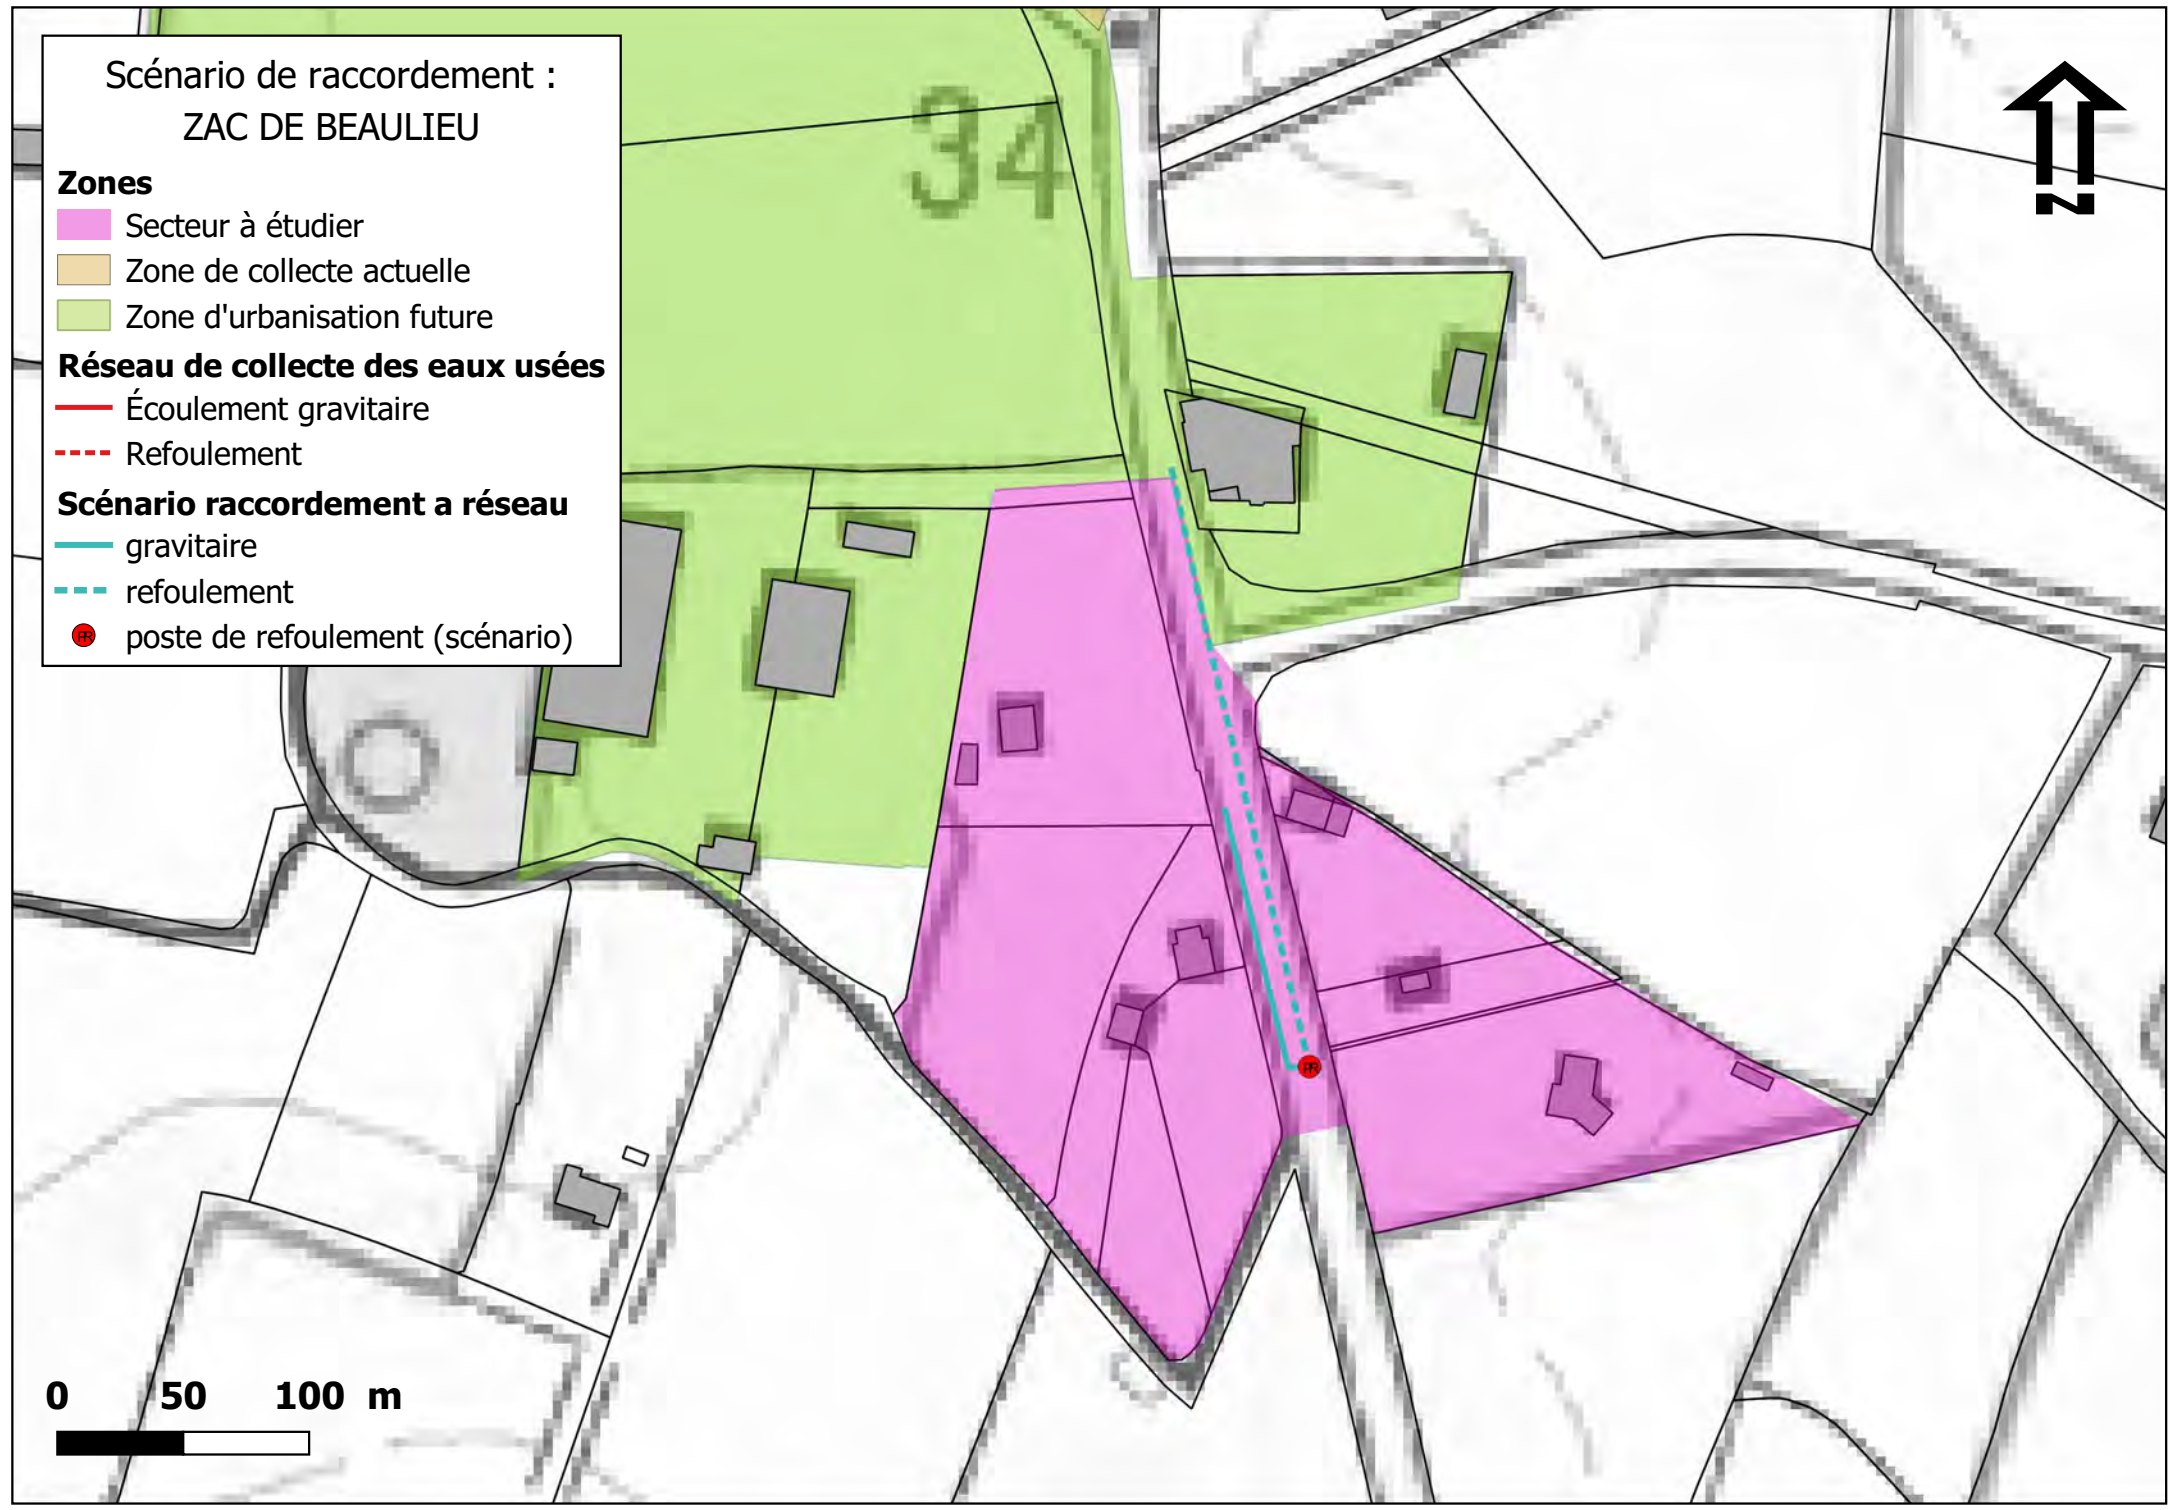 Scénario de raccordement :
ZAC DE BEAULIEU
Zones
Secteur à étudier
Zone de collecte actuelle
Zone d'urbanisation future
Réseau de collecte des eaux usées
Écoulement gravitaire
Refoulement
Scénario raccordement a réseau
gravitaire
refoulement
PR poste de refoulement (scénario)
34
N
PR
0 50 100 m